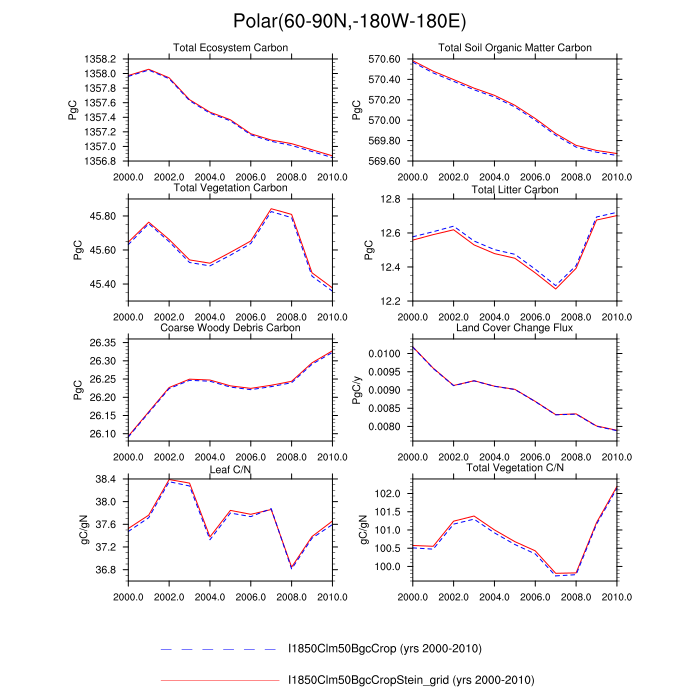 Polar(60-90N,-180W-180E)
Total Ecosystem Carbon
PgC
1358.2
1358.0
1357.8
1357.6
1357.4
1357.2
1357.0
1356.8
2000.0 2002.0 2004.0 2006.0 2008.0 2010.0
Total Soil Organic Matter Carbon
PgC
570.60
570.40
570.20
570.00
569.80
569.60
2000.0 2002.0 2004.0 2006.0 2008.0 2010.0
Total Vegetation Carbon
PgC
45.80
45.60
45.40
2000.0 2002.0 2004.0 2006.0 2008.0 2010.0
Total Litter Carbon
PgC
12.8
12.6
12.4
12.2
2000.0 2002.0 2004.0 2006.0 2008.0 2010.0
Coarse Woody Debris Carbon
PgC
26.35
26.30
26.25
26.20
26.15
26.10
2000.0 2002.0 2004.0 2006.0 2008.0 2010.0
Land Cover Change Flux
PgC/y
0.0100
0.0095
0.0090
0.0085
0.0080
2000.0 2002.0 2004.0 2006.0 2008.0 2010.0
Leaf C/N
gC/gN
38.4
38.0
37.6
37.2
36.8
2000.0 2002.0 2004.0 2006.0 2008.0 2010.0
Total Vegetation C/N
gC/gN
102.0
101.5
101.0
100.5
100.0
2000.0 2002.0 2004.0 2006.0 2008.0 2010.0
I1850Clm50BgcCrop (yrs 2000-2010)
I1850Clm50BgcCropStein_grid (yrs 2000-2010)